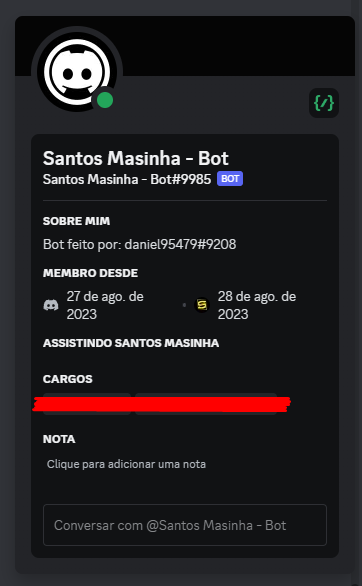 Santos Masinha - Bot
Santos Masinha - Bot#9985 BOT
SOBRE MIM
Bot feito por: daniel95479#9208
MEMBRO DESDE
27 de ago. de 2023
28 de ago. de 2023
ASSISTINDO SANTOS MASINHA
CARGOS
NOTA
Clique para adicionar uma nota
Conversar com @Santos Masinha - Bot